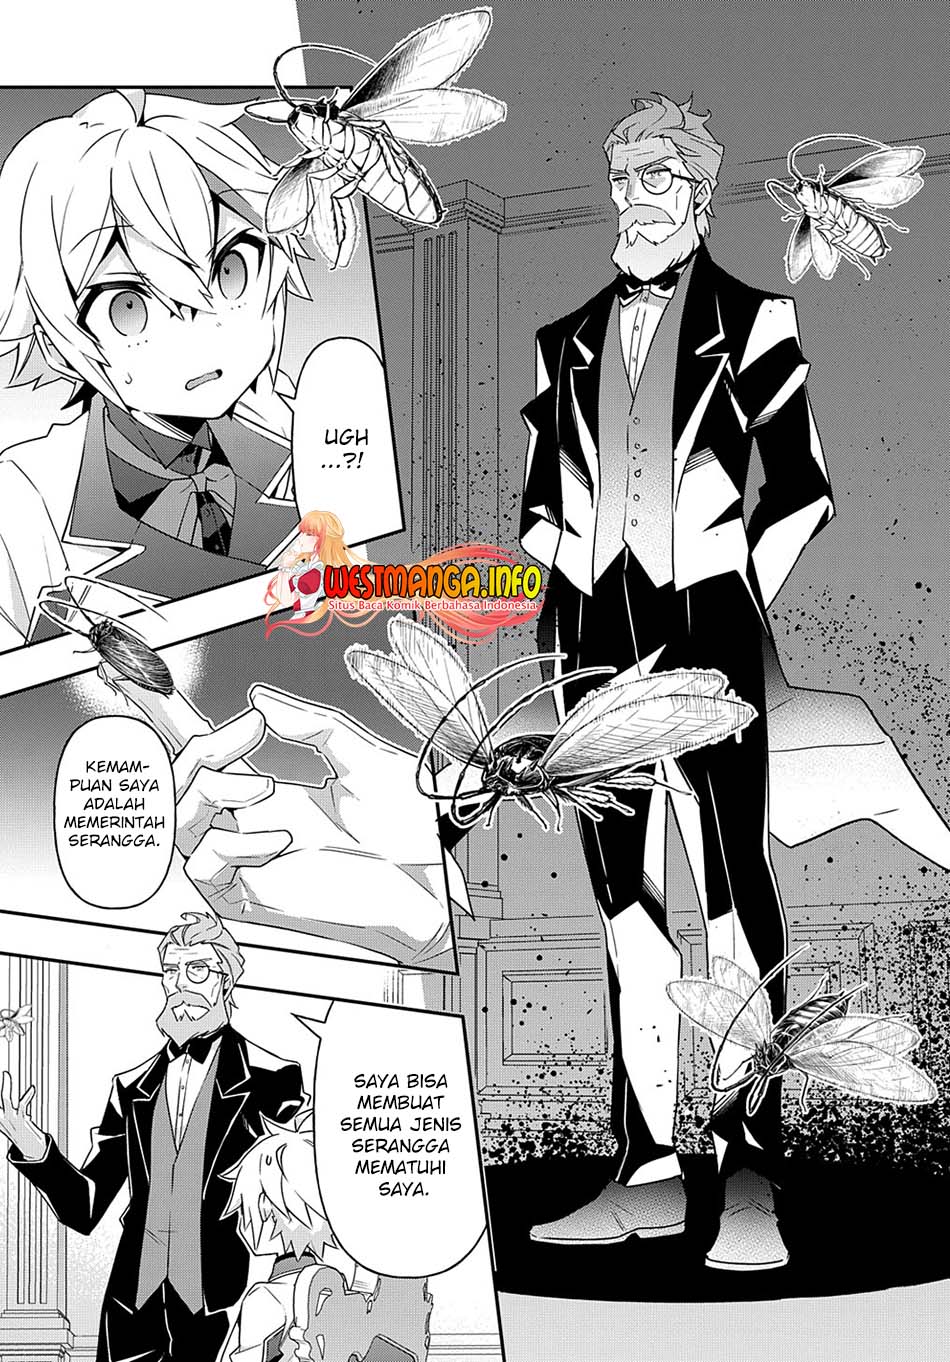 UGH
...?!
WESTMANGA.INFO
Situs Baca Komik Berbahasa Indonesia
KEMAM-
PUAN SAYA
ADALAH
MEMERINTAH
SERANGGA.
SAYA BISA
MEMBUAT
SEMUA JENIS
SERANGGA
MEMATUHI
SAYA.